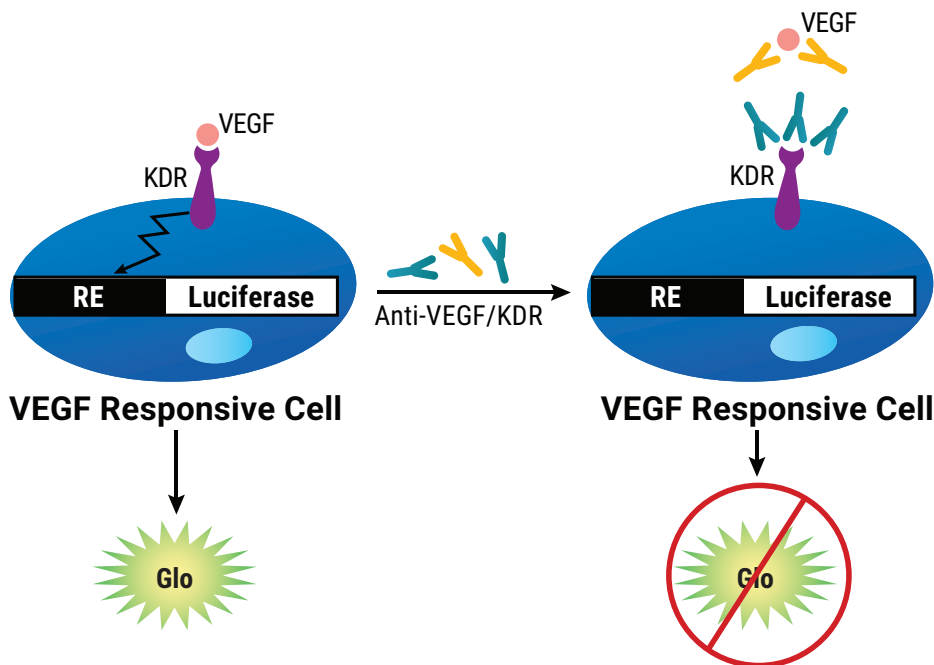 VEGF
KDR
RE
Luciferase
VEGF Responsive Cell
Glo
Anti-VEGF/KDR
VEGF
KDR
RE
Luciferase
VEGF Responsive Cell
Glo